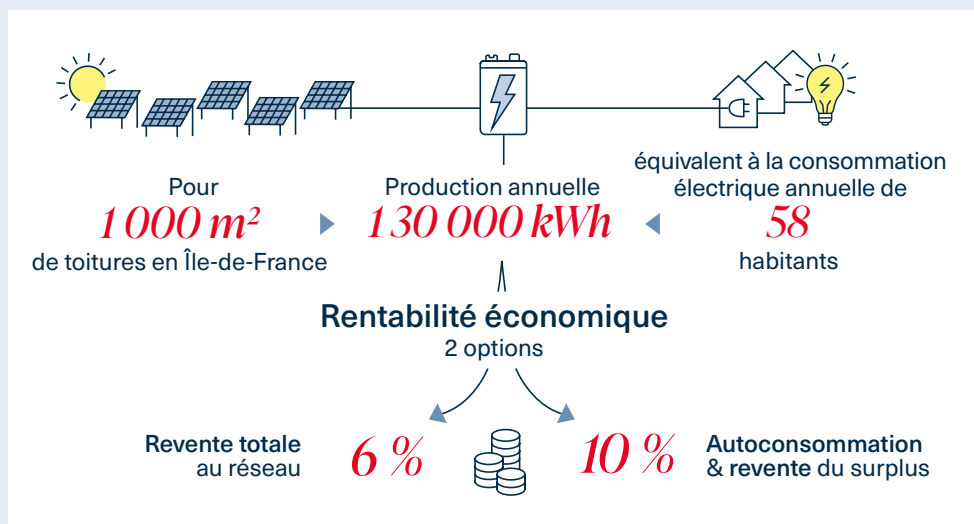 Pour
1 000 m²
de toitures en Île-de-France
Production annuelle
130 000 kWh
équivalent à la consommation
électrique annuelle de
58
habitants
Rentabilité économique
2 options
Revente totale
au réseau
6 %
10 %
Autoconsommation
& revente du surplus